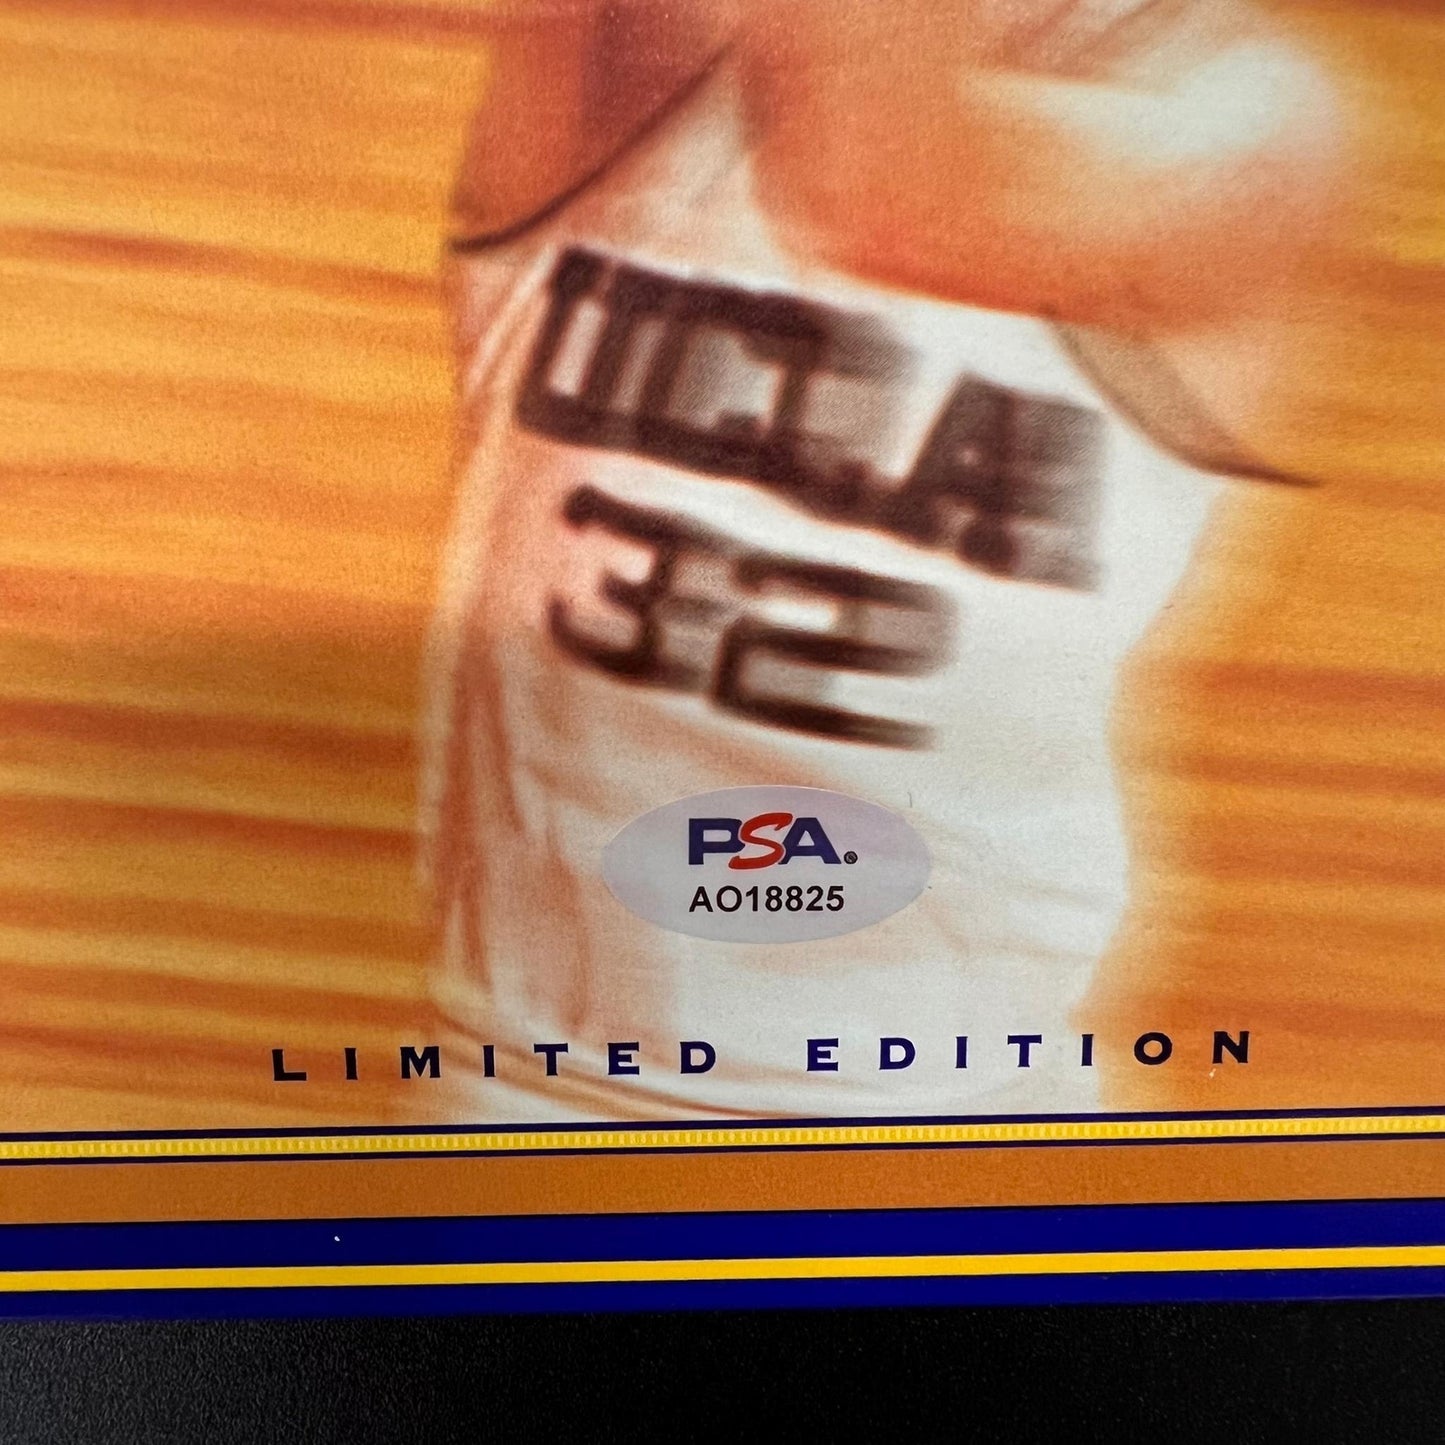 UCLA
32
PSA®
AO18825
LIMITED EDITION